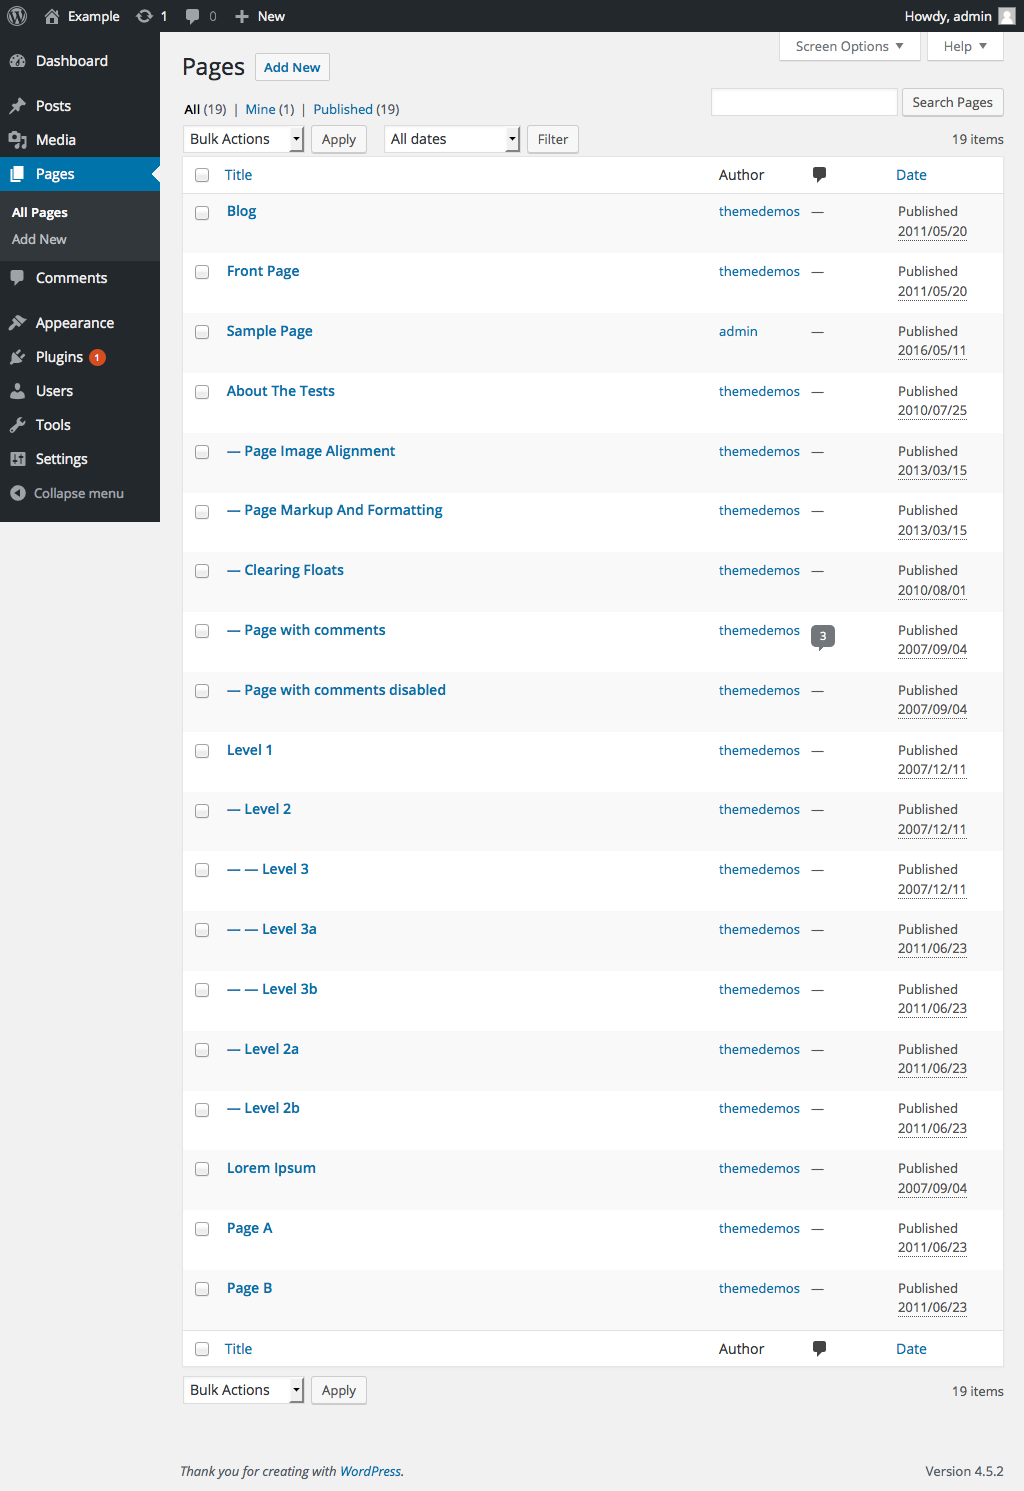 Example 1 0 New Howdy, admin
Screen Options Help
Dashboard
Posts
Media
Pages
All Pages
Add New
Comments
Appearance
Plugins 1
Users
Tools
Settings
Collapse menu
Pages Add New
All (19) | Mine (1) | Published (19)
Search Pages
Bulk Actions Apply All dates Filter 19 items
Title Author Date
Blog themedemos — Published
2011/05/20
Front Page themedemos — Published
2011/05/20
Sample Page admin — Published
2016/05/11
About The Tests themedemos — Published
2010/07/25
— Page Image Alignment themedemos — Published
2013/03/15
— Page Markup And Formatting themedemos — Published
2013/03/15
— Clearing Floats themedemos — Published
2010/08/01
— Page with comments themedemos 3 Published
2007/09/04
— Page with comments disabled themedemos — Published
2007/09/04
Level 1 themedemos — Published
2007/12/11
— Level 2 themedemos — Published
2007/12/11
— — Level 3 themedemos — Published
2007/12/11
— — Level 3a themedemos — Published
2011/06/23
— — Level 3b themedemos — Published
2011/06/23
— Level 2a themedemos — Published
2011/06/23
— Level 2b themedemos — Published
2011/06/23
Lorem Ipsum themedemos — Published
2007/09/04
Page A themedemos — Published
2011/06/23
Page B themedemos — Published
2011/06/23
Title Author Date
Bulk Actions Apply 19 items
Thank you for creating with WordPress. Version 4.5.2